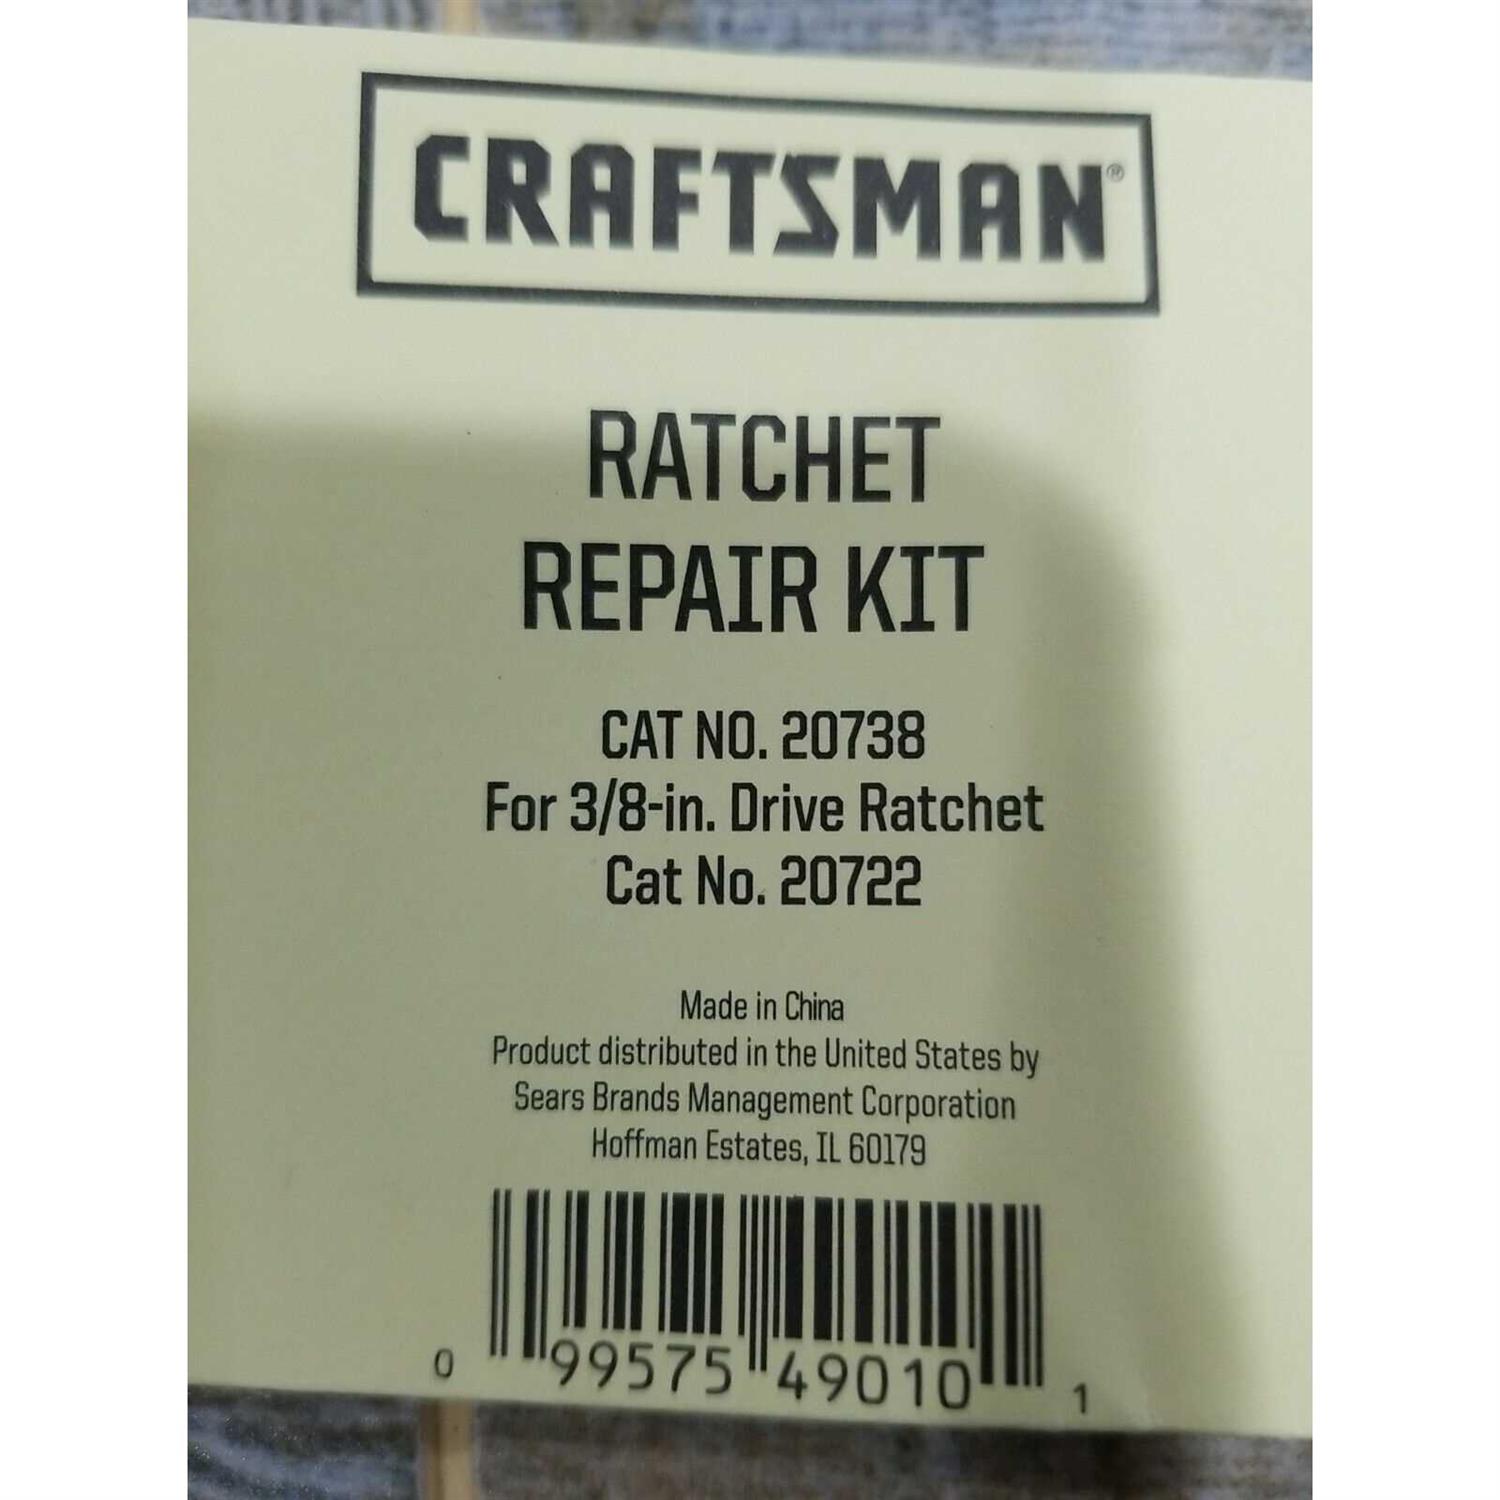 CRAFTSMAN®
RATCHET
REPAIR KIT
CAT NO. 20738
For 3/8-in. Drive Ratchet
Cat No. 20722
Made in China
Product distributed in the United States by
Sears Brands Management Corporation
Hoffman Estates, IL 60179
0 99575 49010 1